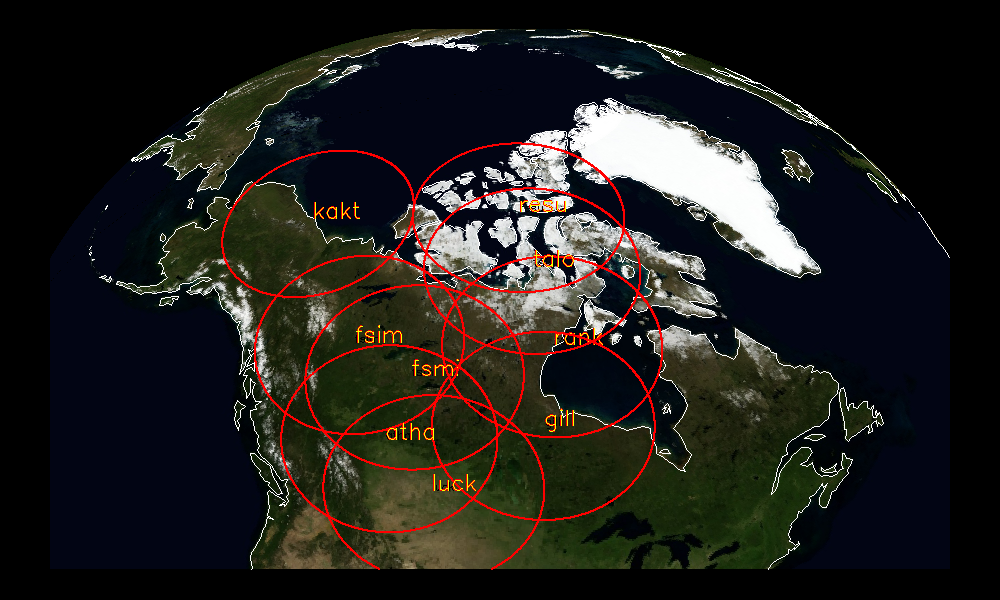 resu
kakt
talo
rank
fsim
fsmi
gill
atha
luck